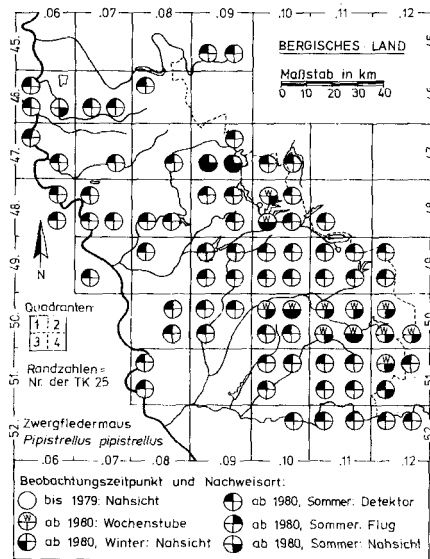 .06 .07 .08 .09 .10 .11 .12
45.
46.
47.
48.
49.
50.
51.
52.
BERGISCHES LAND
Maßstab in km
0 10 20 30 40
N
Quadranten
1 2
3 4
Randzahlen =
Nr. der TK 25
Zwergfledermaus
Pipistrellus pipistrellus
W
W
W W W W
W W W W
W
.06 .07 .08 .09 .10 .11 .12
Beobachtungszeitpunkt und Nachweisart:
bis 1979: Nahsicht
ab 1980, Sommer: Detektor
W ab 1980: Wochenstube
ab 1980, Sommer. Flug
ab 1980, Winter: Nahsicht
ab 1980, Sommer: Nahsicht